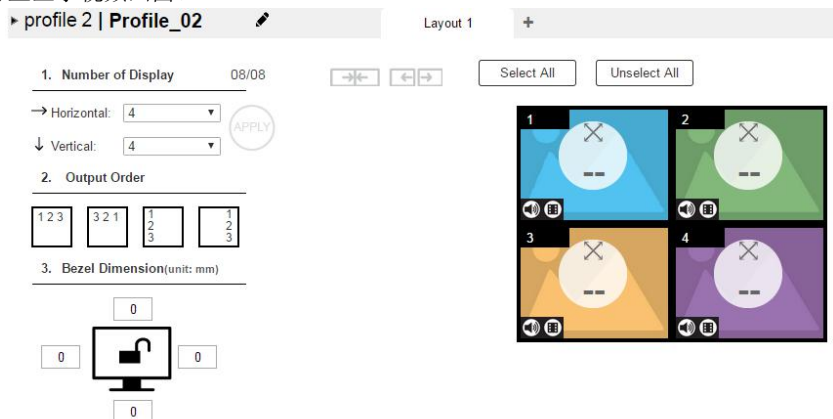 profile 2 | Profile_02
Layout 1
+
1. Number of Display 08/08
Select All
Unselect All
Horizontal: 4
APPLY
Vertical: 4
2. Output Order
1 2 3
3 2 1
1
2
3
1
2
3
3. Bezel Dimension(unit: mm)
0
0
0
0
1
--
2
--
3
--
4
--